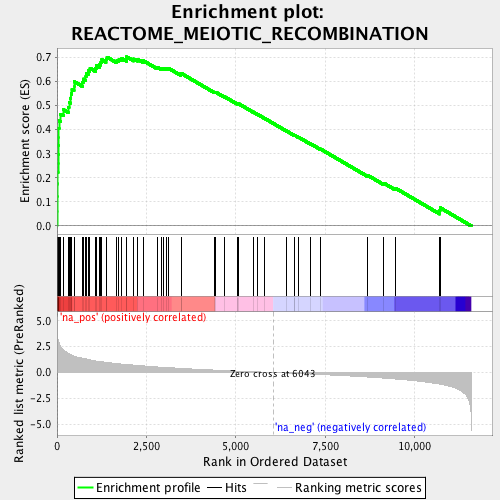 Enrichment plot:
REACTOME_MEIOTIC_RECOMBINATION
Enrichment score (ES)
0.7
0.6
0.5
0.4
0.3
0.2
0.1
0.0
'na_pos' (positively correlated)
Ranked list metric (PreRanked)
5.0
2.5
0.0
-2.5
-5.0
Zero cross at 6043
'na_neg' (negatively correlated)
0 2,500 5,000 7,500 10,000
Rank in Ordered Dataset
Enrichment profile Hits Ranking metric scores